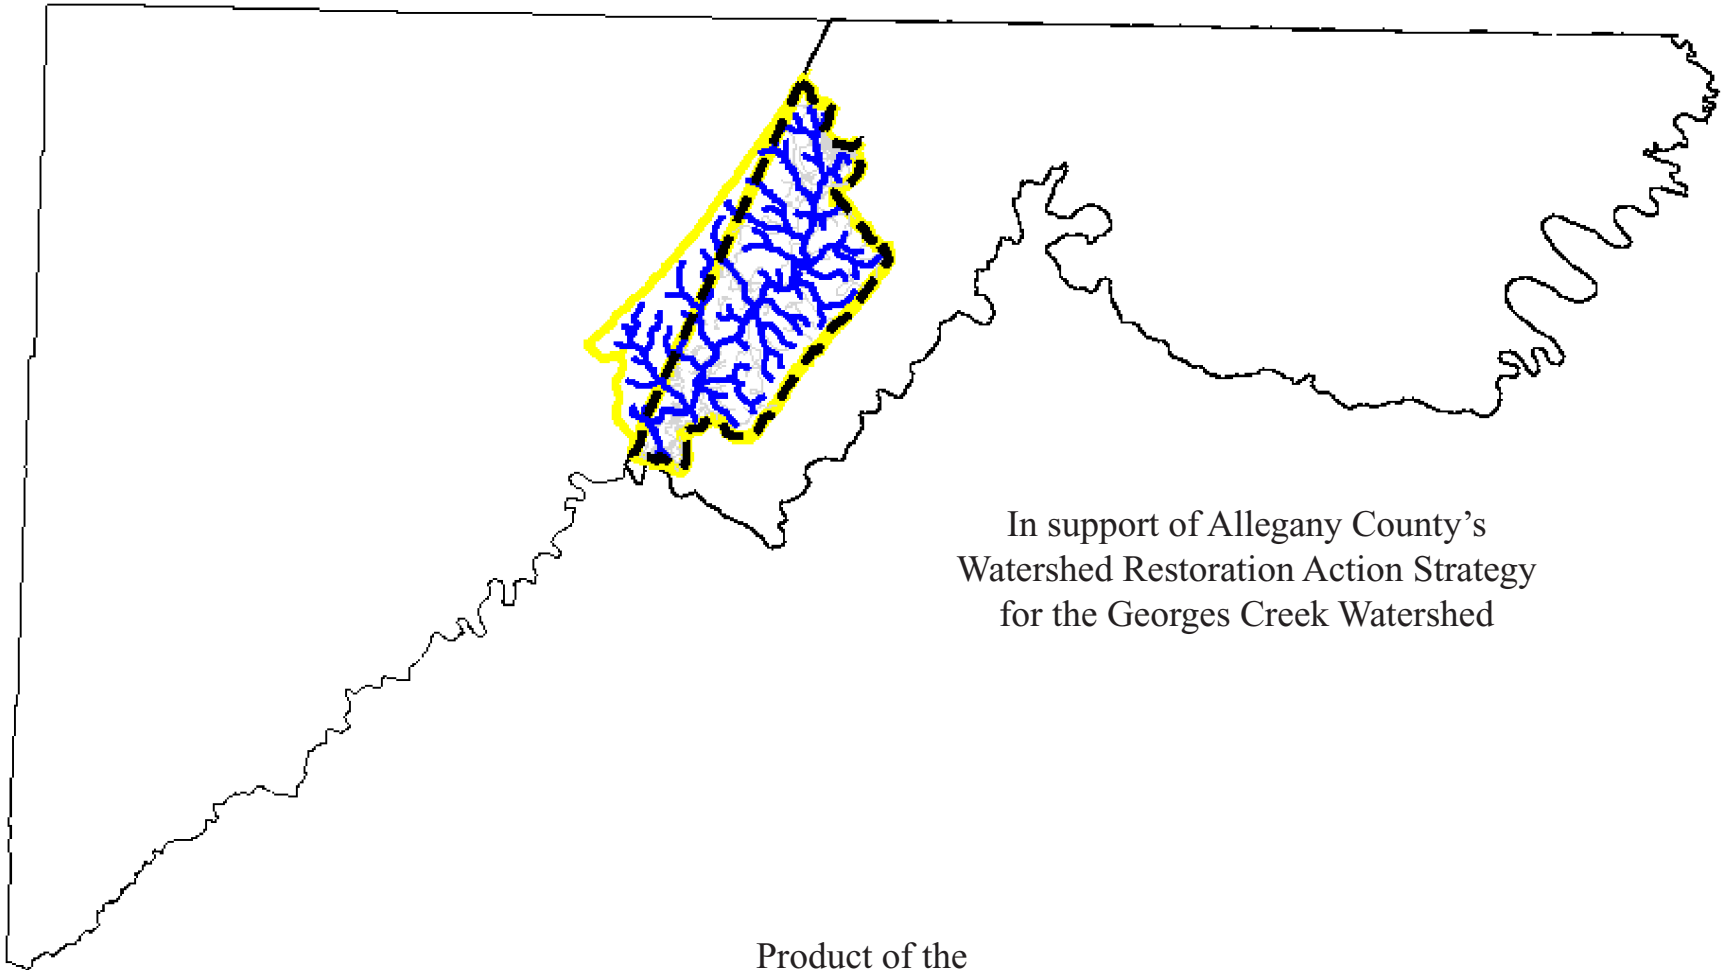 In support of Allegany County’s
Watershed Restoration Action Strategy
for the Georges Creek Watershed
Product of the